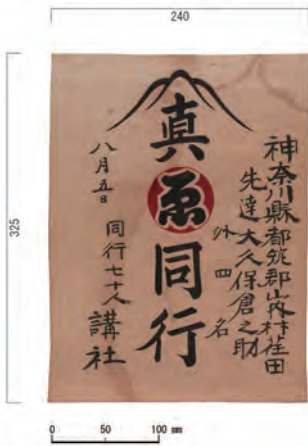 240
325
神奈川縣都筑郡山内村荏田
先達大久保倉之助
外四名
真
同行
八月五日
同行七十人
講社
0 50 100 mm